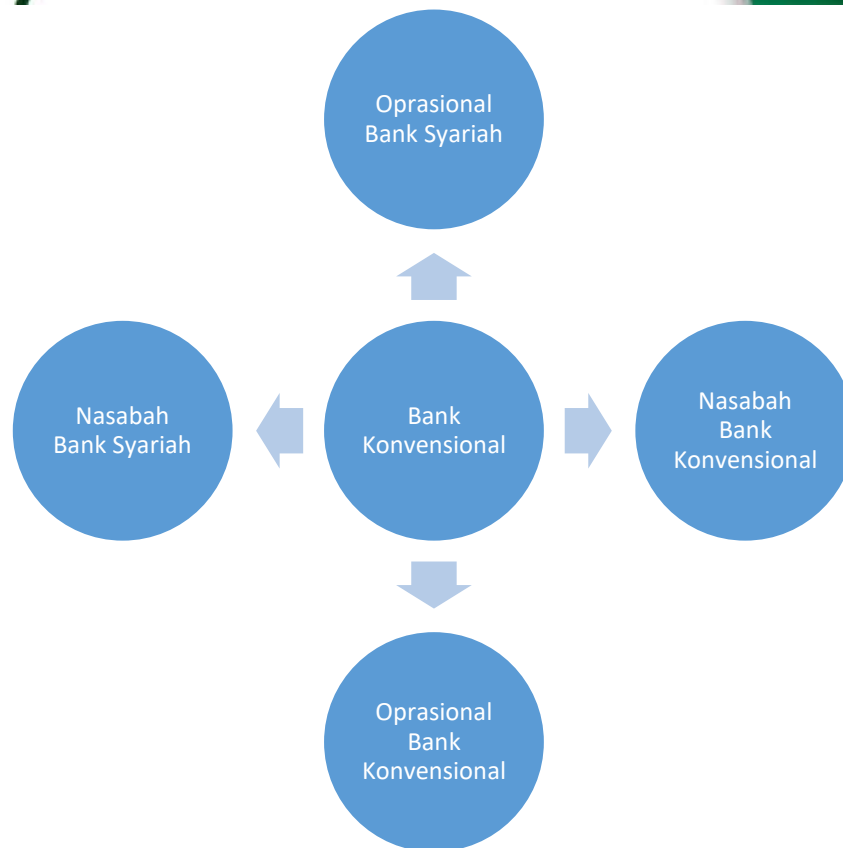 Oprasional
Bank Syariah
Nasabah
Bank Syariah
Bank
Konvensional
Nasabah
Bank
Konvensional
Oprasional
Bank
Konvensional